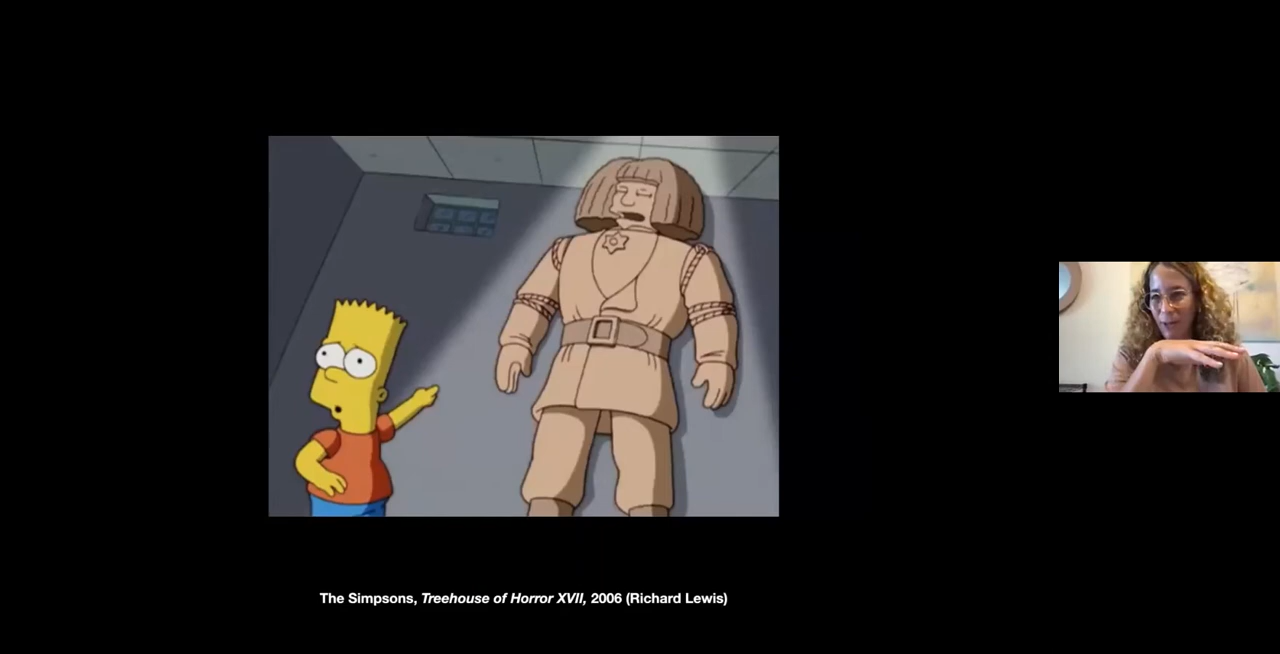 The Simpsons, Treehouse of Horror XVII, 2006 (Richard Lewis)